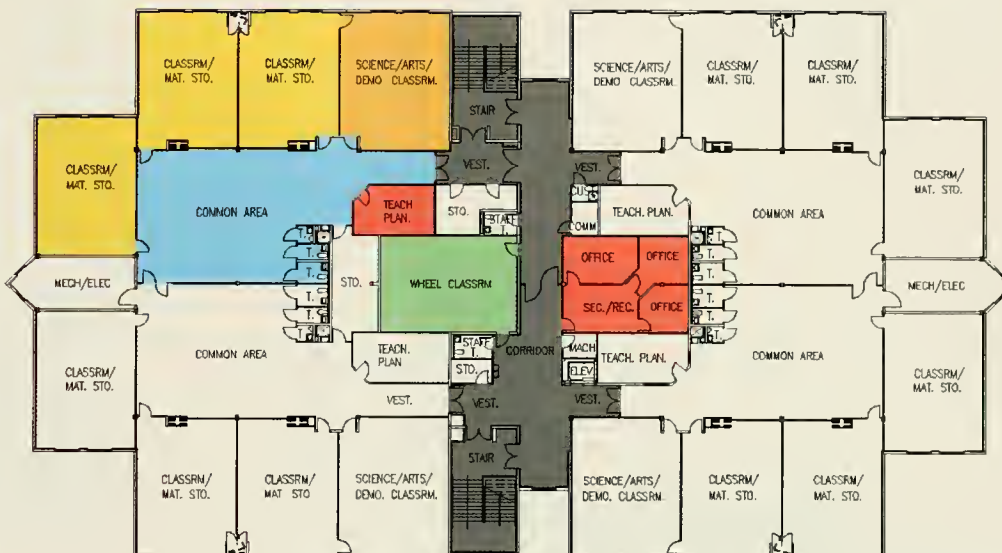 CLASSRM/
MAT. STO.
CLASSRM/
MAT. STO.
SCIENCE/ARTS/
DEMO CLASSRM.
STAIR
SCIENCE/ARTS/
DEMO CLASSRM.
CLASSRM/
MAT. STO.
CLASSRM/
MAT. STO.
CLASSRM/
MAT. STO.
VEST.
VEST.
CLASSRM/
MAT. STO.
COMMON AREA
TEACH
PLAN.
STO.
STAFF
T.
CUS.
COMM
TEACH. PLAN.
COMMON AREA
T.
T.
T.
T.
T.
T.
MECH/ELEC
STO.
WHEEL CLASSRM
OFFICE
OFFICE
SEC./REC.
OFFICE
T.
T.
T.
T.
T.
T.
MECH/ELEC
CLASSRM/
MAT. STO.
COMMON AREA
TEACH.
PLAN
STAFF
T.
STO.
CORRIDOR
MACH
ELEV
TEACH. PLAN.
COMMON AREA
CLASSRM/
MAT. STO.
VEST.
VEST.
VEST.
CLASSRM/
MAT. STO.
CLASSRM/
MAT STO
SCIENCE/ARTS/
DEMO. CLASSRM.
STAIR
SCIENCE/ARTS/
DEMO. CLASSRM.
CLASSRM/
MAT. STO.
CLASSRM/
MAT. STO.